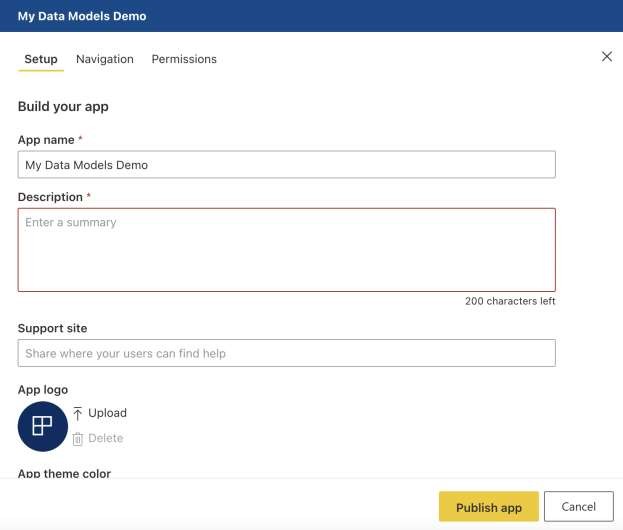 My Data Models Demo
Setup Navigation Permissions
Build your app
App name *
My Data Models Demo
Description *
Enter a summary
200 characters left
Support site
Share where your users can find help
App logo
Upload
Delete
App theme color
Publish app Cancel